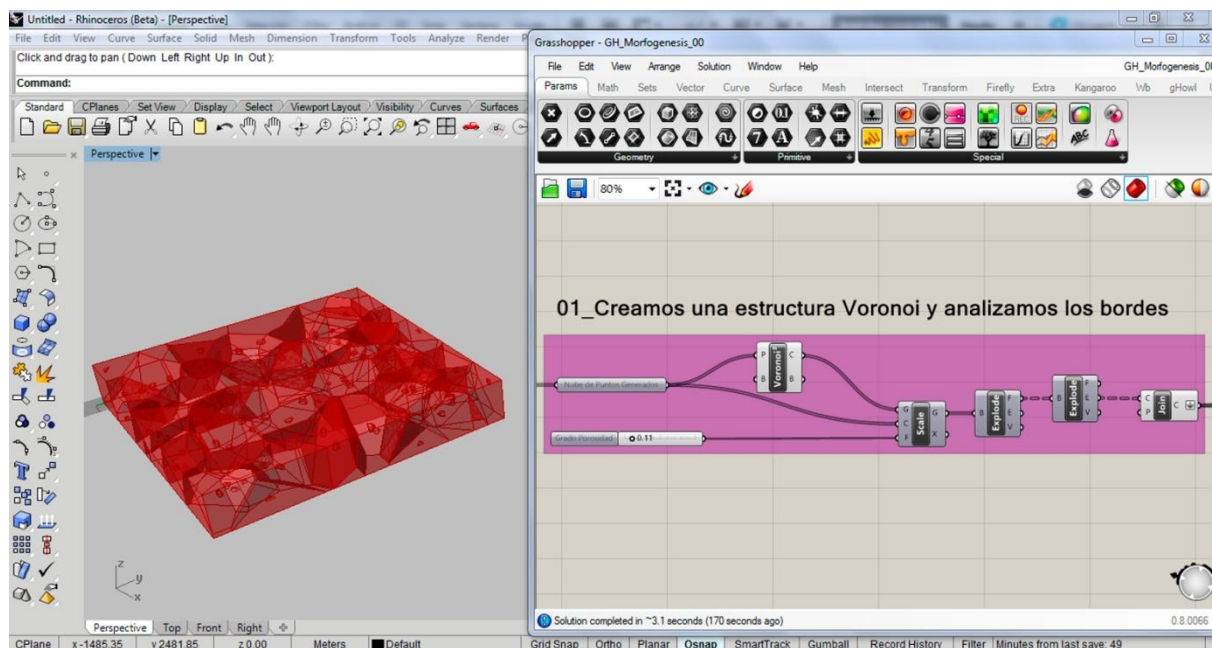 Untitled - Rhinoceros (Beta) - [Perspective]
File Edit View Curve Surface Solid Mesh Dimension Transform Tools Analyze Render
Click and drag to pan ( Down Left Right Up In Out ):
Command:
Standard CPlanes Set View Display Select Viewport Layout Visibility Curves Surfaces
Perspective
z
y
x
Perspective Top Front Right
CPlane x -1485.35 y 2481.85 z 0.00 Meters Default Grid Snap Ortho Planar Osnap SmartTrack Gumball Record History Filter Minutes from last save: 49
Grasshopper - GH_Morfogenesis_00
File Edit View Arrange Solution Window Help GH_Morfogenesis_00
Params Math Sets Vector Curve Surface Mesh Intersect Transform Firefly Extra Kangaroo Wb gHowl
Geometry Primitive Special
80%
01_Creamos una estructura Voronoi y analizamos los bordes
Nube de Puntos Generados
P B Voronoi³ C B
Grado Porosidad 0.11
G C F Scale G X
B Explode F E V
B Explode F E V
C P Join C
Solution completed in ~3.1 seconds (170 seconds ago) 0.8.0066